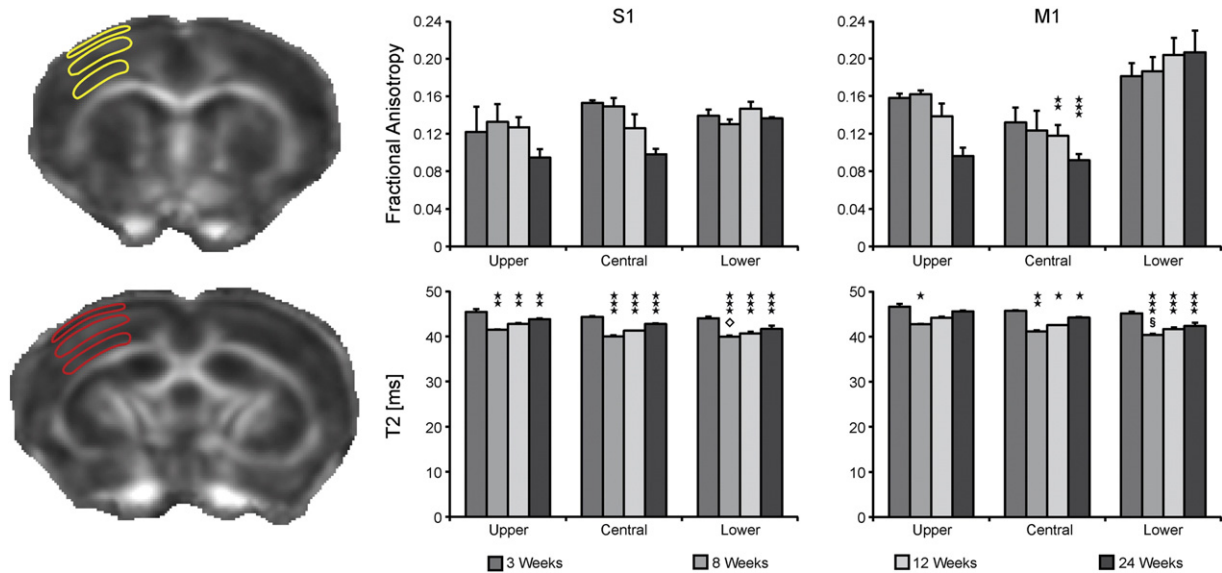 S1
M1
Fractional Anisotropy
0.24
0.20
0.16
0.12
0.08
0.04
0
Upper
Central
Lower
0.24
0.20
0.16
0.12
0.08
0.04
0
★★
★★★
Upper
Central
Lower
T2 [ms]
50
40
30
20
10
0
★★
★★
★★
★★★
★★★
★★★
★★★
◇
★★★
★★★
Upper
Central
Lower
50
40
30
20
10
0
★
★★
★
★
★★★
§
★★★
★★★
Upper
Central
Lower
3 Weeks
8 Weeks
12 Weeks
24 Weeks